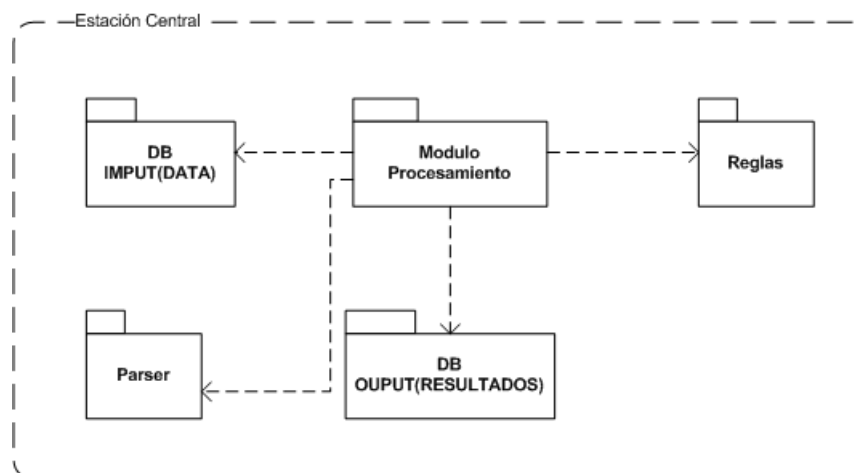 Estación Central
DB
IMPUT(DATA)
Modulo
Procesamiento
Reglas
Parser
DB
OUPUT(RESULTADOS)